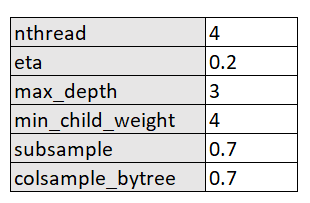 nthread 4
eta 0.2
max_depth 3
min_child_weight 4
subsample 0.7
colsample_bytree 0.7